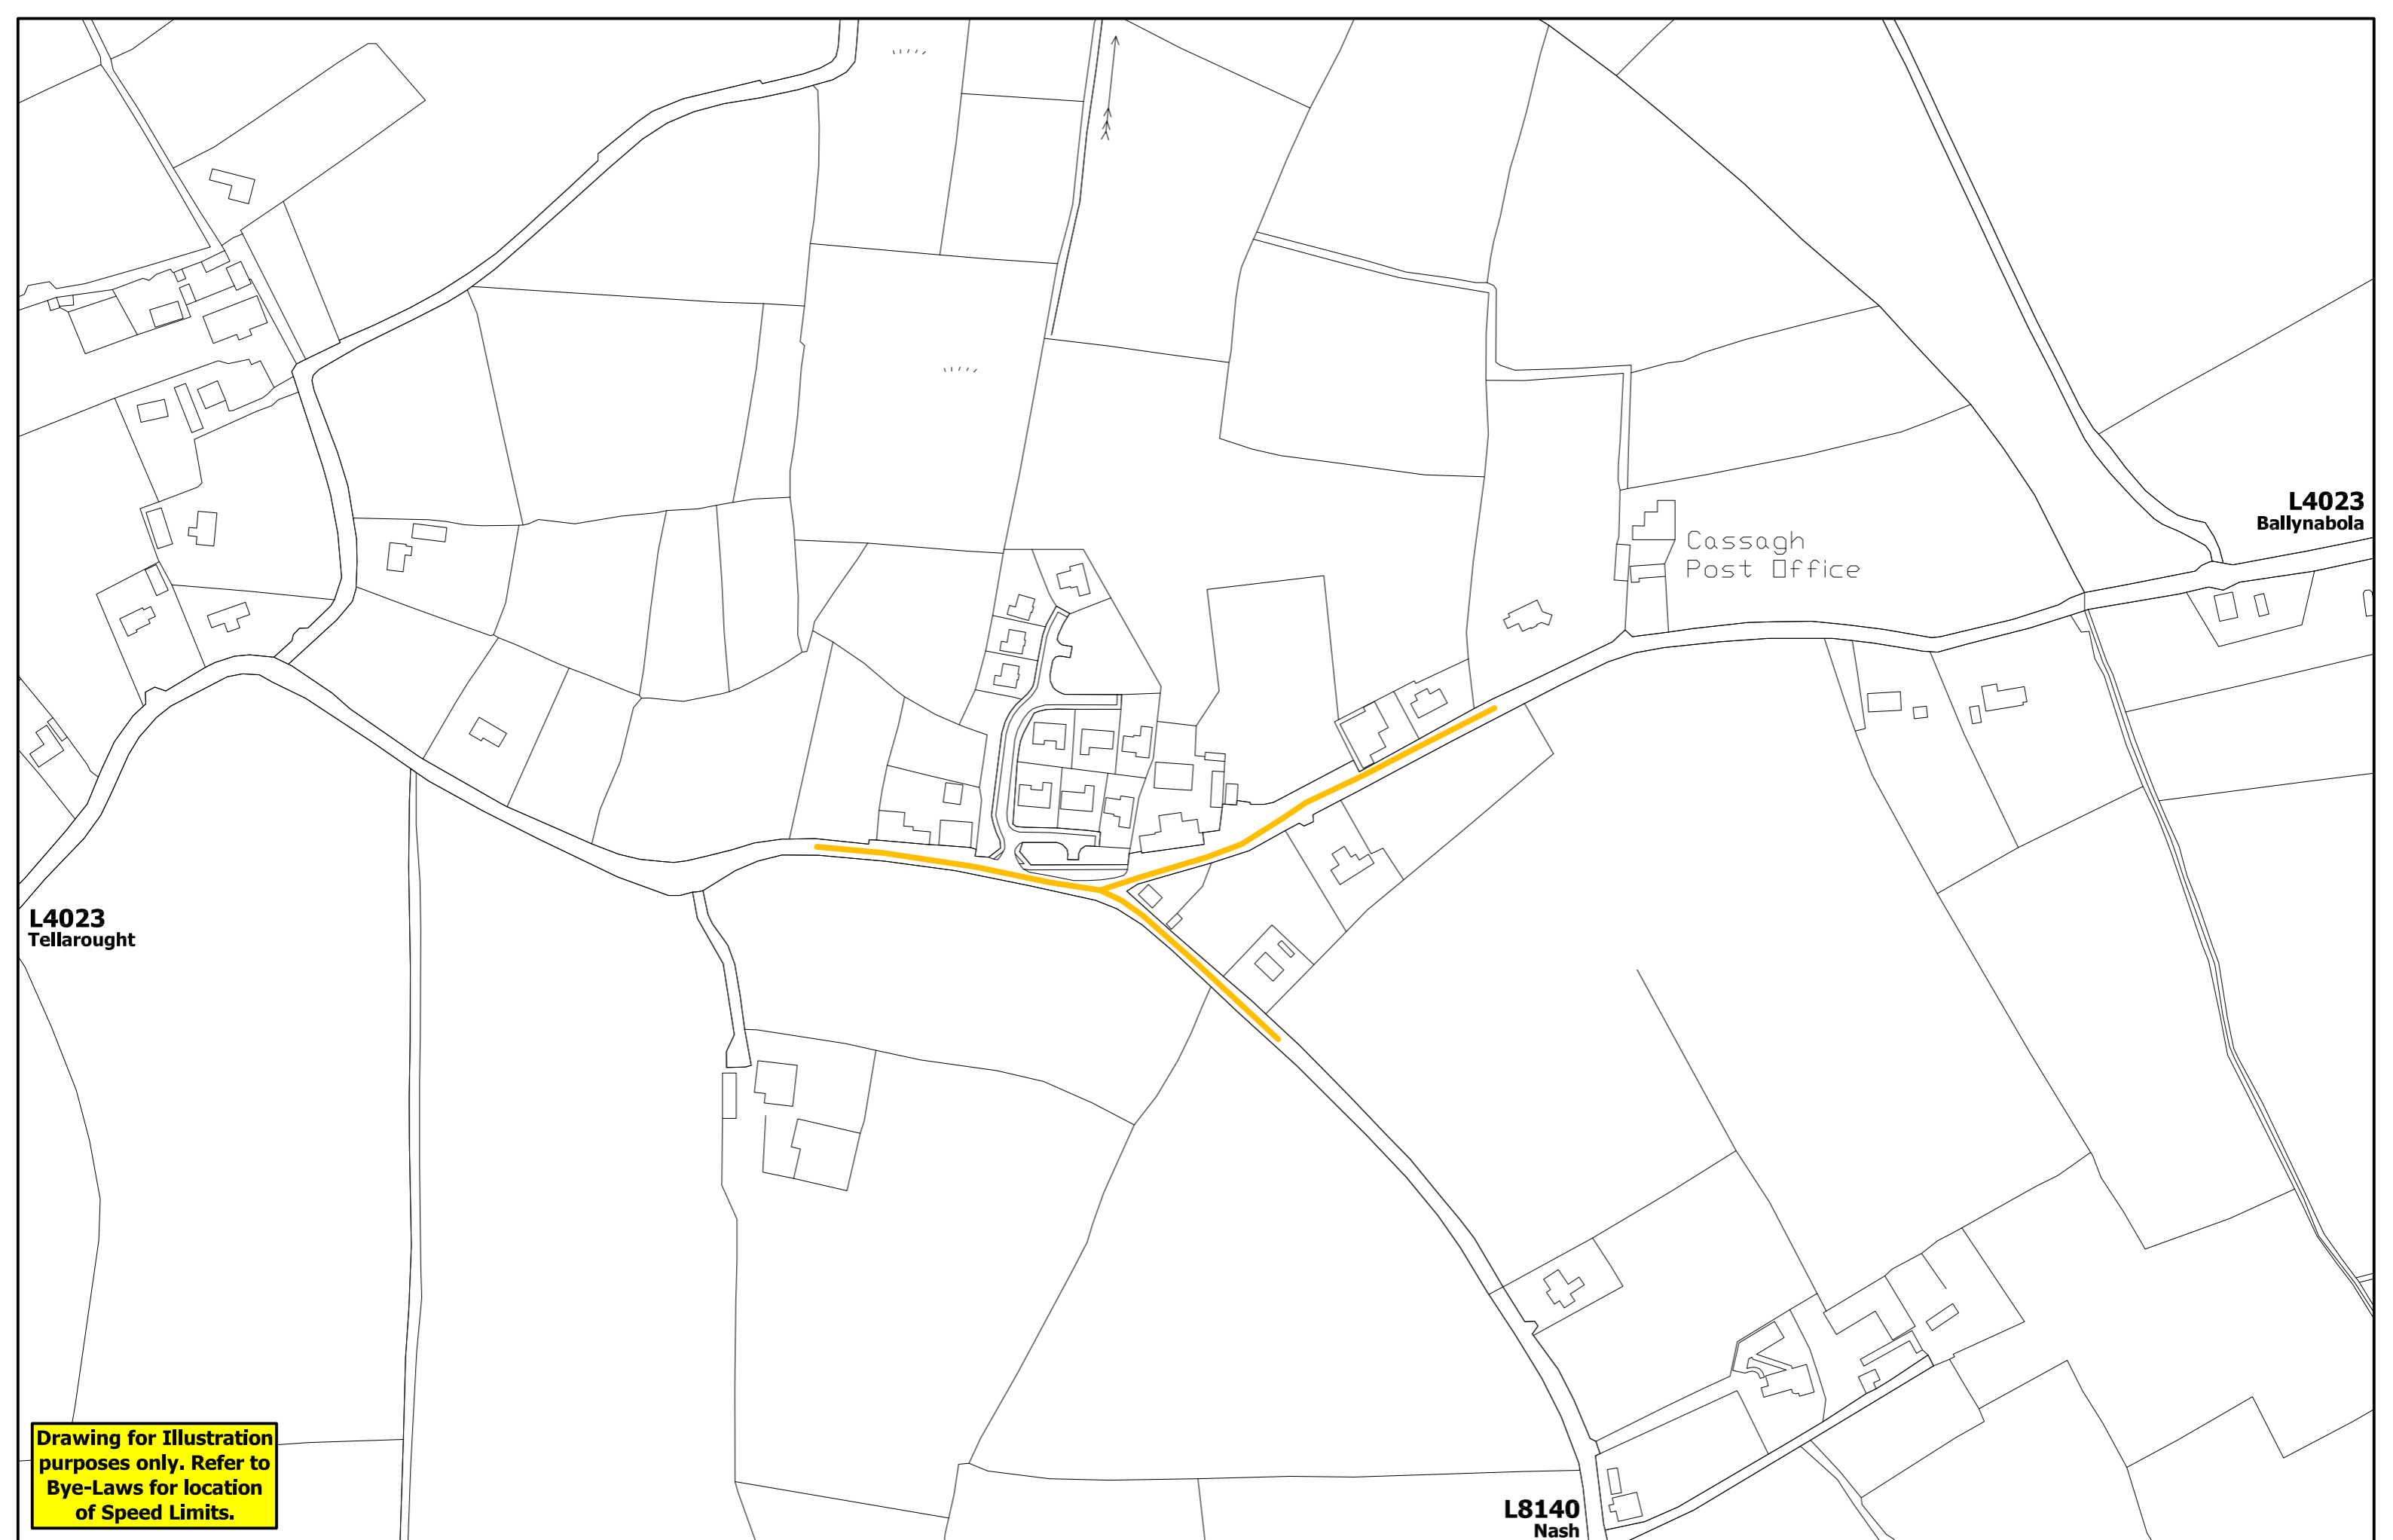 Cassagh
Post Office
L4023
Ballynabola
L4023
Tellarought
Drawing for Illustration
purposes only. Refer to
Bye-Laws for location
of Speed Limits.
L8140
Nash